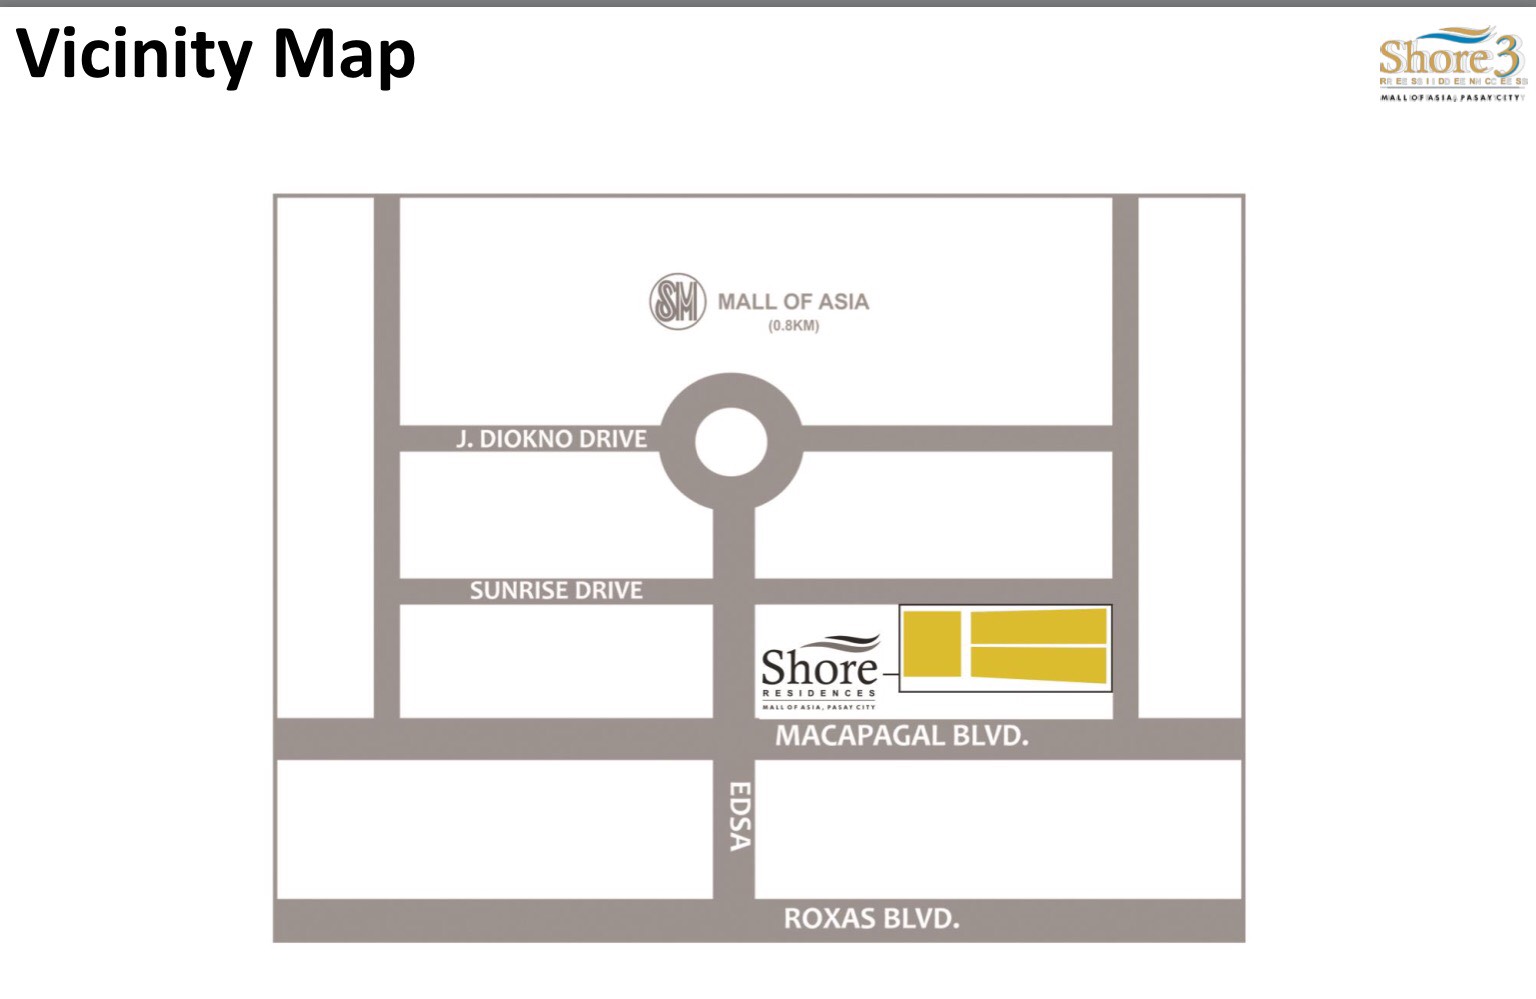 Vicinity Map
Shore 3
RESIDENCES
MALL OF ASIA, PASAY CITY
SM MALL OF ASIA
(0.8KM)
J. DIOKNO DRIVE
SUNRISE DRIVE
Shore
RESIDENCES
MALL OF ASIA, PASAY CITY
MACAPAGAL BLVD.
EDSA
ROXAS BLVD.